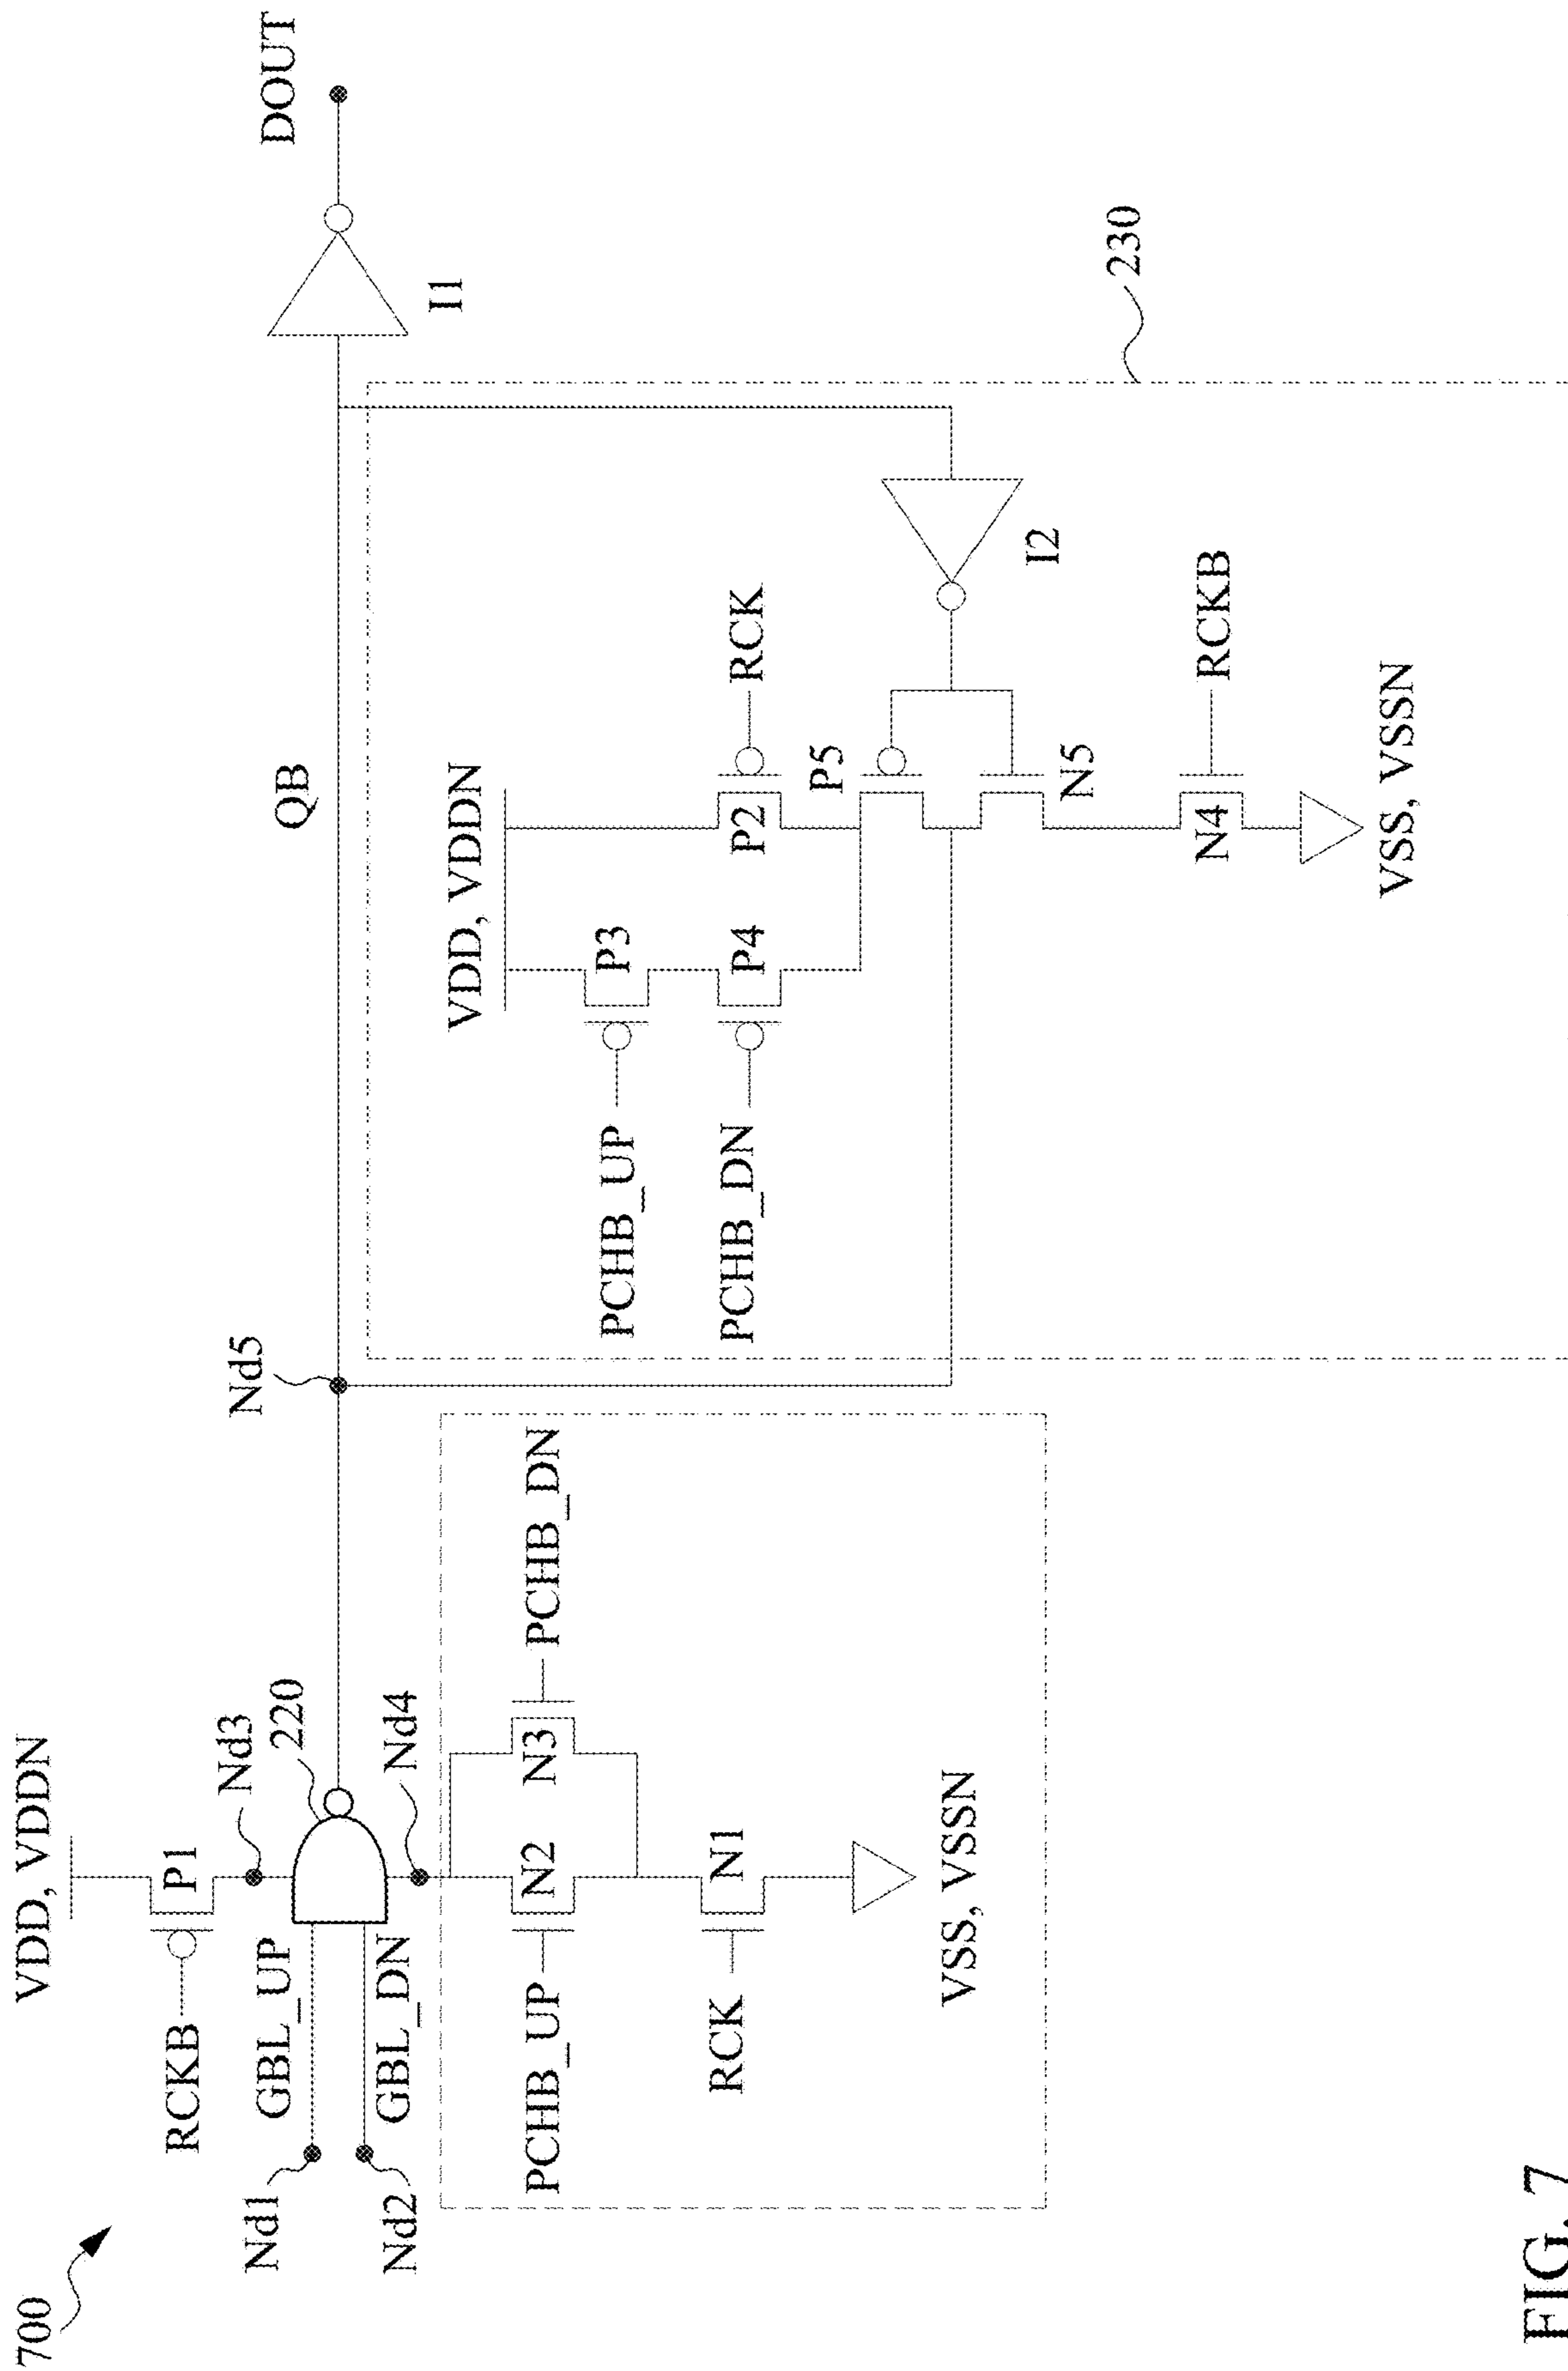 700
VDD, VDDN
RCKB
P1
Nd3
220
Nd1
GBL_UP
Nd2
GBL_DN
Nd4
PCHB_UP
N2
N3
PCHB_DN
RCK
N1
VSS, VSSN
Nd5
QB
I1
DOUT
230
VDD, VDDN
PCHB_UP
P3
PCHB_DN
P4
P2
RCK
P5
N5
I2
N4
RCKB
VSS, VSSN
FIG. 7